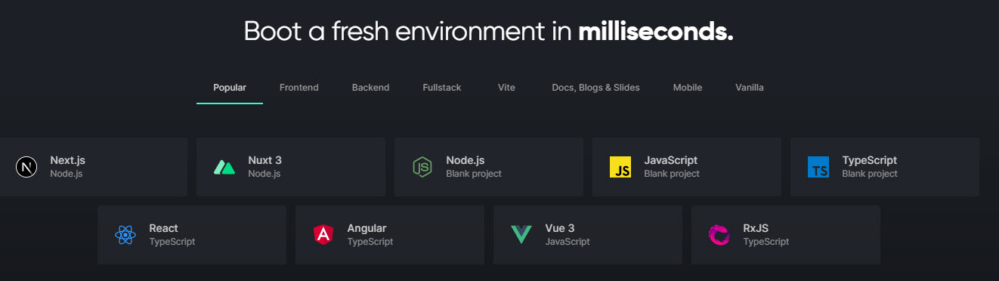 Boot a fresh environment in milliseconds.
Popular Frontend Backend Fullstack Vite Docs, Blogs & Slides Mobile Vanilla
N Next.js
Node.js
Nuxt 3
Node.js
JS Node.js
Blank project
JS JavaScript
Blank project
TS TypeScript
Blank project
React
TypeScript
A Angular
TypeScript
Vue 3
JavaScript
RxJS
TypeScript